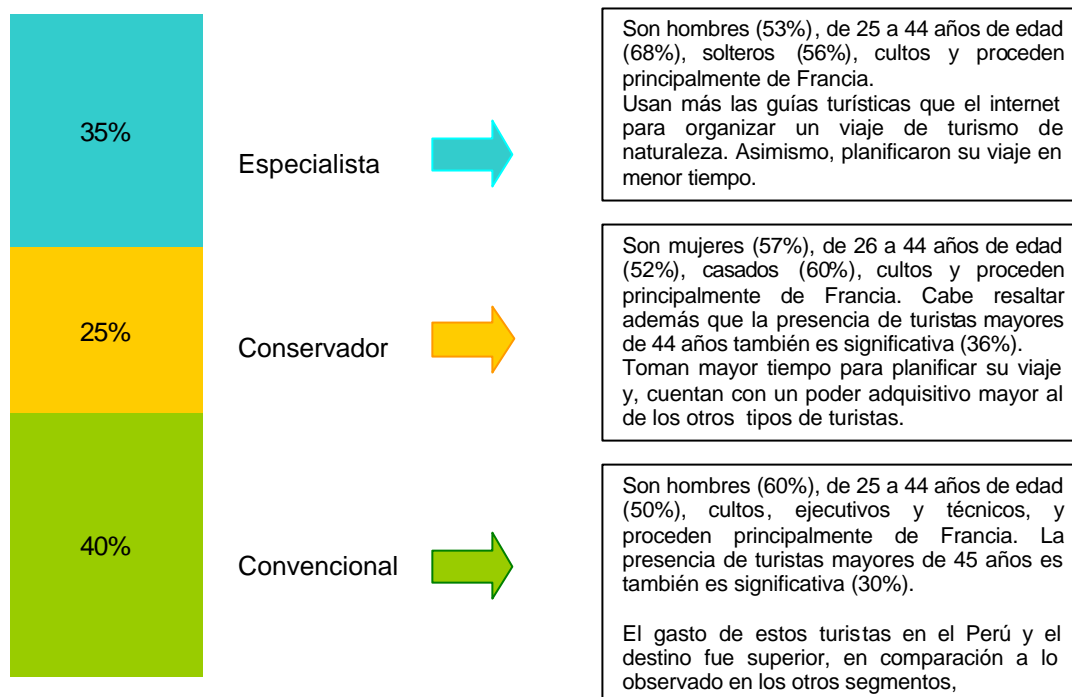 35%
Especialista
Son hombres (53%), de 25 a 44 años de edad
(68%), solteros (56%), cultos y proceden
principalmente de Francia.
Usan más las guías turísticas que el internet
para organizar un viaje de turismo de
naturaleza. Asimismo, planificaron su viaje en
menor tiempo.
25%
Conservador
Son mujeres (57%), de 26 a 44 años de edad
(52%), casados (60%), cultos y proceden
principalmente de Francia. Cabe resaltar
además que la presencia de turistas mayores
de 44 años también es significativa (36%).
Toman mayor tiempo para planificar su viaje
y, cuentan con un poder adquisitivo mayor al
de los otros tipos de turistas.
40%
Convencional
Son hombres (60%), de 25 a 44 años de edad
(50%), cultos, ejecutivos y técnicos, y
proceden principalmente de Francia. La
presencia de turistas mayores de 45 años es
también es significativa (30%).
El gasto de estos turistas en el Perú y el
destino fue superior, en comparación a lo
observado en los otros segmentos,